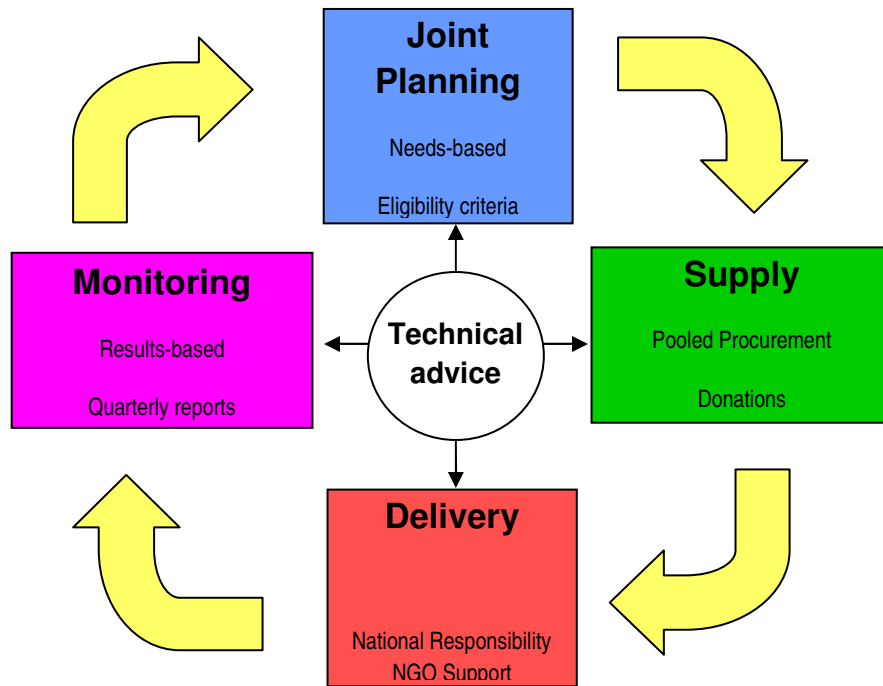 Joint
Planning
Needs-based
Eligibility criteria
Monitoring
Results-based
Quarterly reports
Technical
advice
Supply
Pooled Procurement
Donations
Delivery
National Responsibility
NGO Support